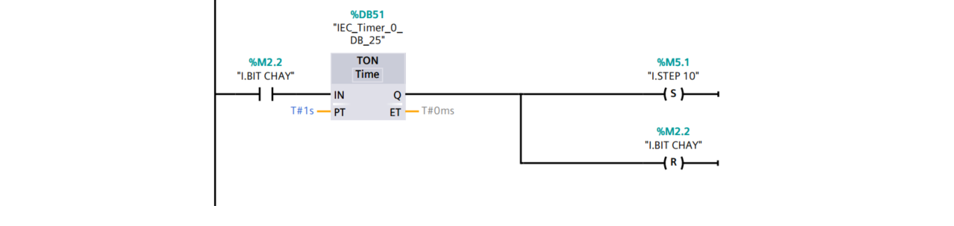 %DB51
"IEC_Timer_0_
DB_25"
%M2.2
"I.BIT CHAY"
TON
Time
IN
Q
T#1s
PT
ET
T#0ms
%M5.1
"I.STEP 10"
S
%M2.2
"I.BIT CHAY"
R